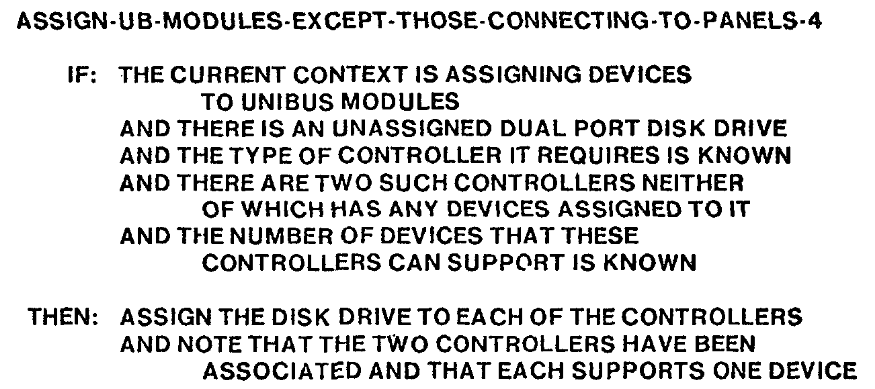 ASSIGN-UB-MODULES-EXCEPT-THOSE-CONNECTING-TO-PANELS-4
IF: THE CURRENT CONTEXT IS ASSIGNING DEVICES
TO UNIBUS MODULES
AND THERE IS AN UNASSIGNED DUAL PORT DISK DRIVE
AND THE TYPE OF CONTROLLER IT REQUIRES IS KNOWN
AND THERE ARE TWO SUCH CONTROLLERS NEITHER
OF WHICH HAS ANY DEVICES ASSIGNED TO IT
AND THE NUMBER OF DEVICES THAT THESE
CONTROLLERS CAN SUPPORT IS KNOWN
THEN: ASSIGN THE DISK DRIVE TO EACH OF THE CONTROLLERS
AND NOTE THAT THE TWO CONTROLLERS HAVE BEEN
ASSOCIATED AND THAT EACH SUPPORTS ONE DEVICE